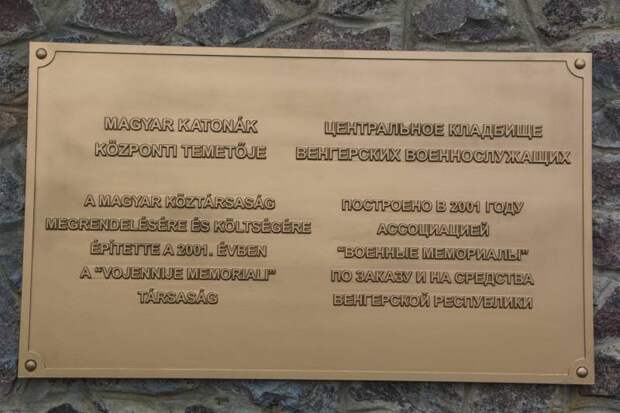 MAGYAR KATONÁK
KÖZPONTI TEMETŐJE
A MAGYAR KÖZTÁRSASÁG
MEGRENDELÉSÉRE ÉS KÖLTSÉGÉRE
ÉPÍTETTE A 2001. ÉVBEN
A "VOJENNIJE MEMORIALI"
TÁRSASÁG
ЦЕНТРАЛЬНОЕ КЛАДБИЩЕ
ВЕНГЕРСКИХ ВОЕННОСЛУЖАЩИХ
ПОСТРОЕНО В 2001 ГОДУ
АССОЦИАЦИЕЙ
"ВОЕННЫЕ МЕМОРИАЛЫ"
ПО ЗАКАЗУ И НА СРЕДСТВА
ВЕНГЕРСКОЙ РЕСПУБЛИКИ